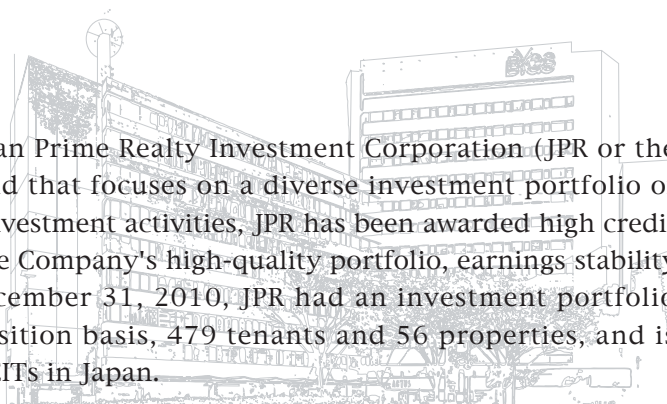 an Prime Realty Investment Corporation (JPR or the
d that focuses on a diverse investment portfolio o
vestment activities, JPR has been awarded high credi
e Company's high-quality portfolio, earnings stability
cember 31, 2010, JPR had an investment portfolio
sition basis, 479 tenants and 56 properties, and is
EITs in Japan.